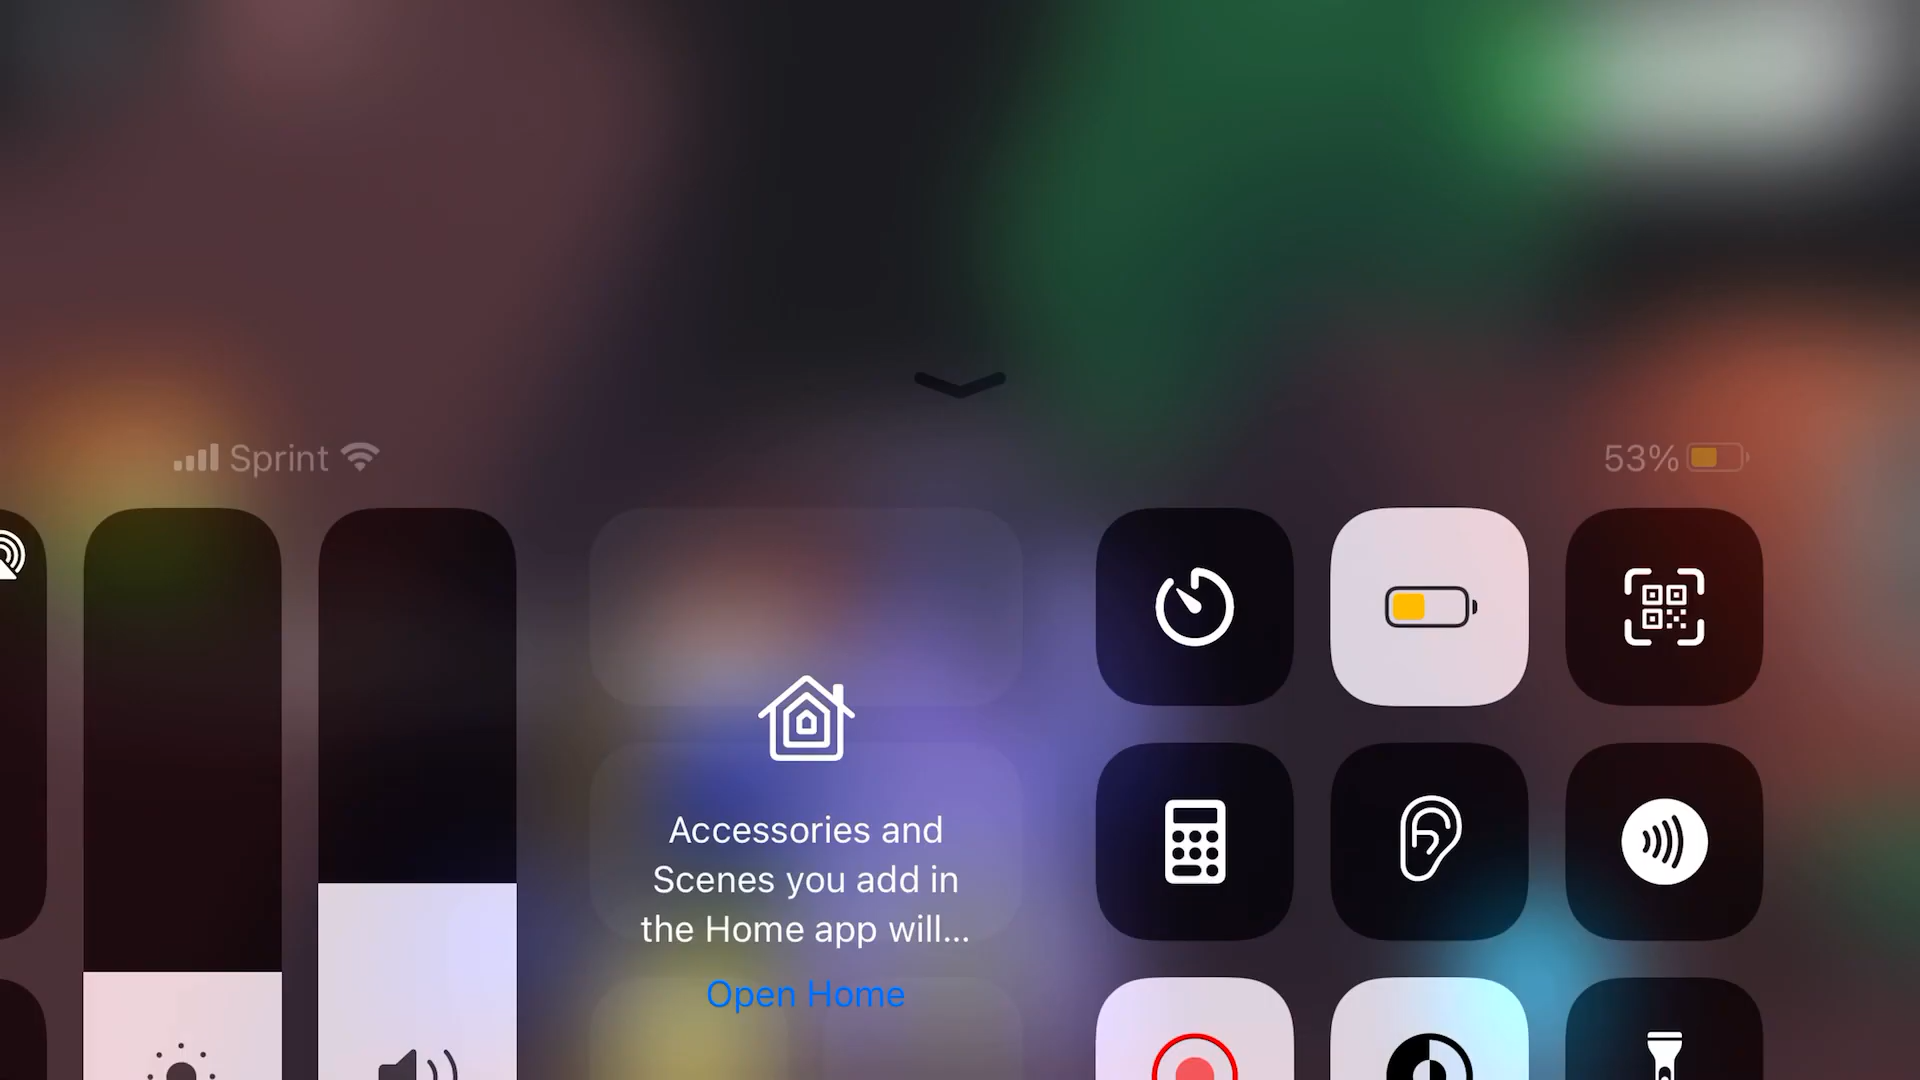 Sprint
53%
Accessories and
Scenes you add in
the Home app will...
Open Home